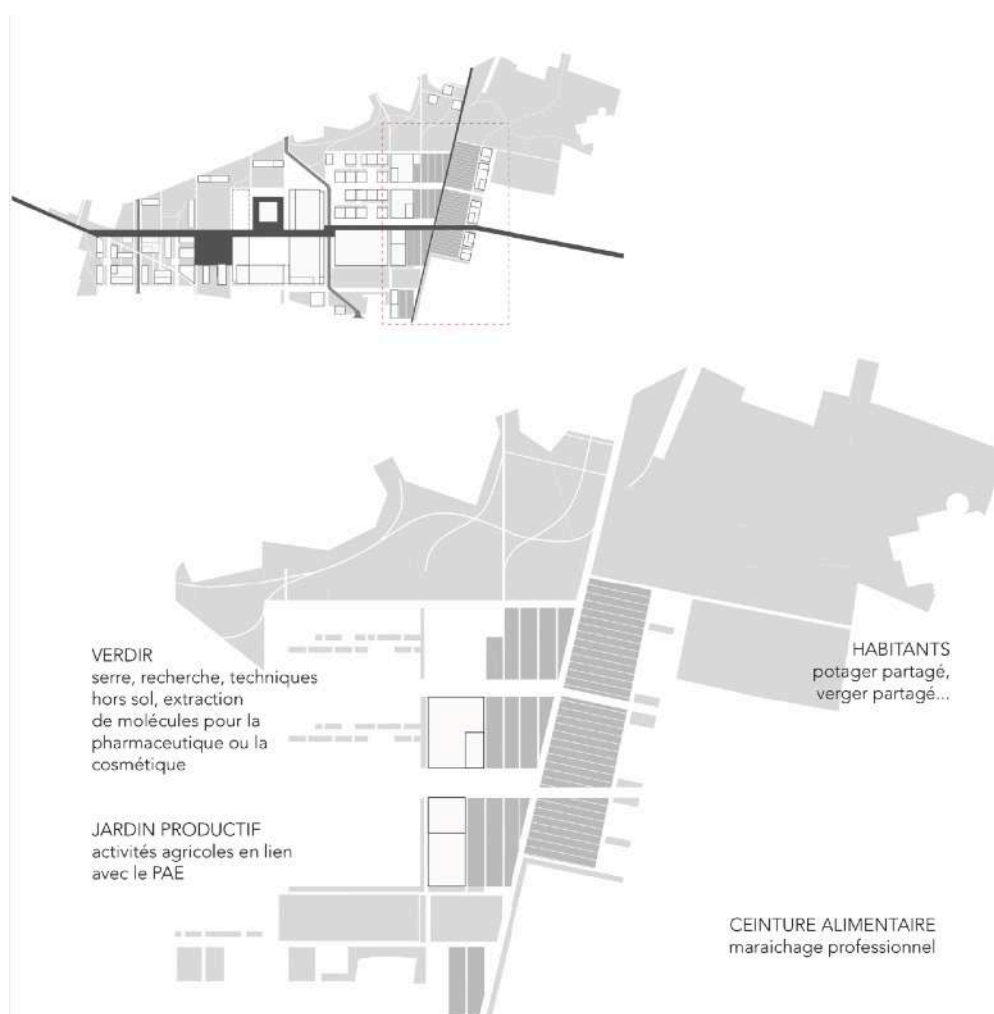 VERDIR
serre, recherche, techniques
hors sol, extraction
de molécules pour la
pharmaceutique ou la
cosmétique
JARDIN PRODUCTIF
activités agricoles en lien
avec le PAE
HABITANTS
potager partagé,
verger partagé...
CEINTURE ALIMENTAIRE
maraichage professionnel